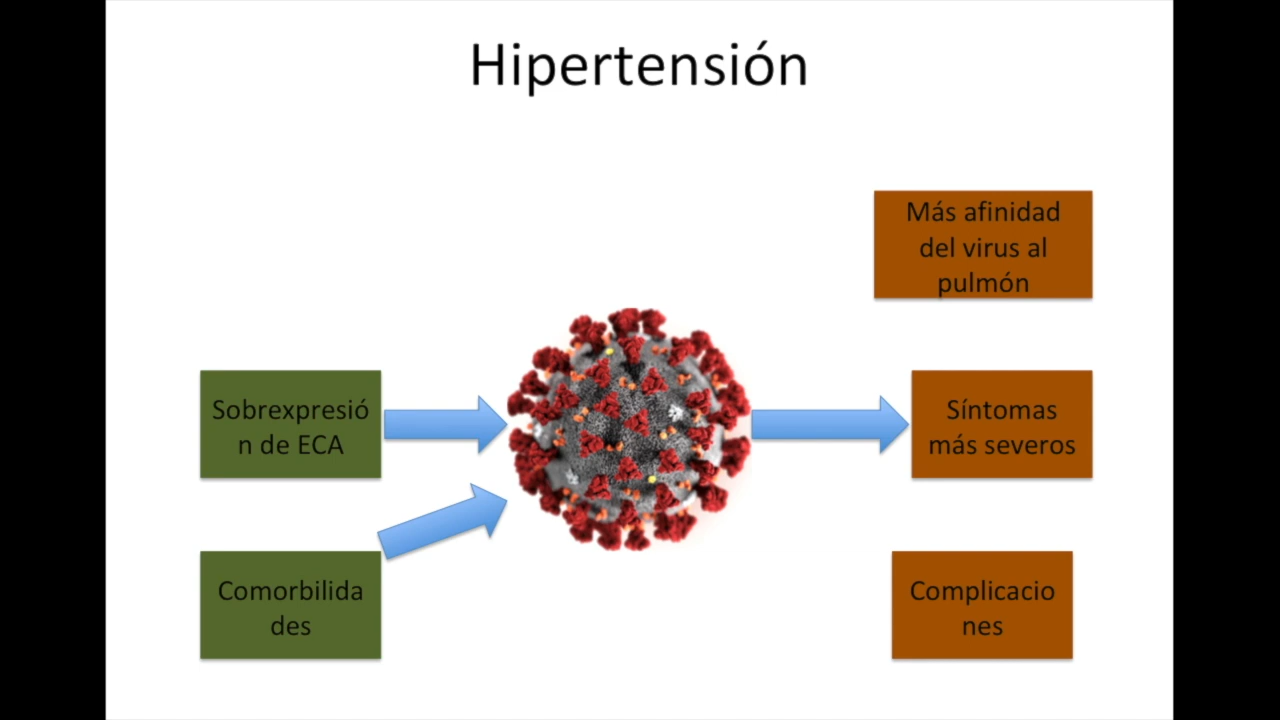 Hipertensión
Más afinidad
del virus al
pulmón
Sobrexpresió
n de ECA
Síntomas
más severos
Comorbilida
des
Complicacio
nes